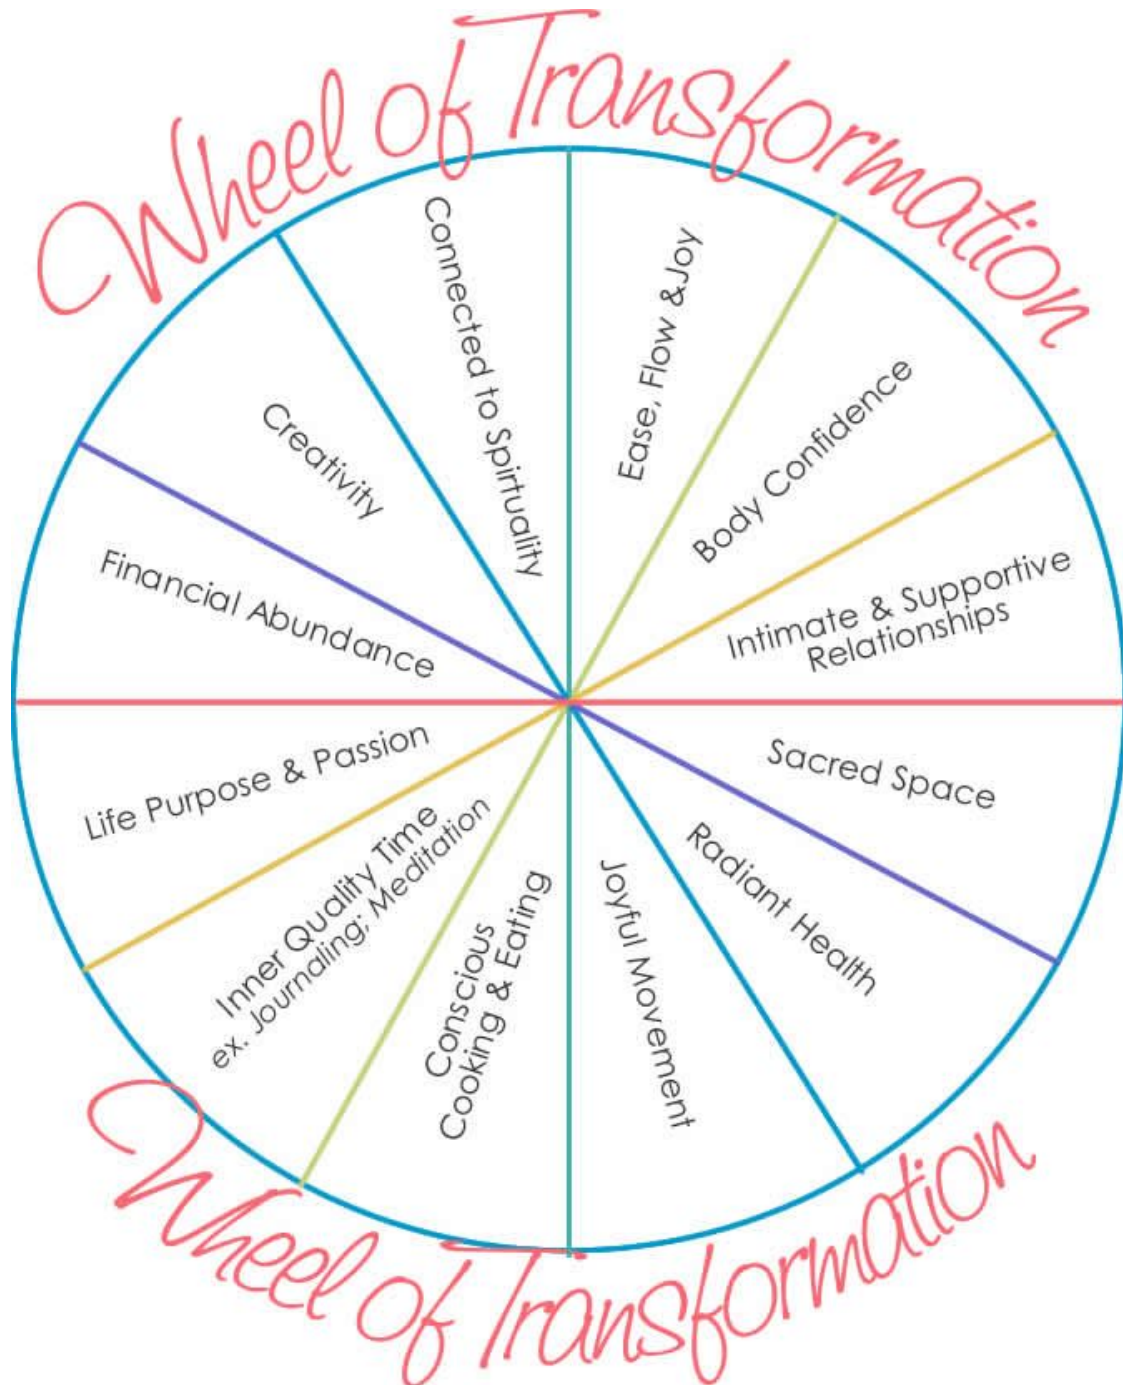 Wheel of Transformation
Connected to Spirtuality
Ease, Flow &Joy
Body Confidence
Intimate & Supportive
Relationships
Sacred Space
Radiant Health
Joyful Movement
Conscious
Cooking & Eating
Inner Quality Time
ex. Journaling; Meditation
Life Purpose & Passion
Financial Abundance
Creativity
Wheel of Transformation